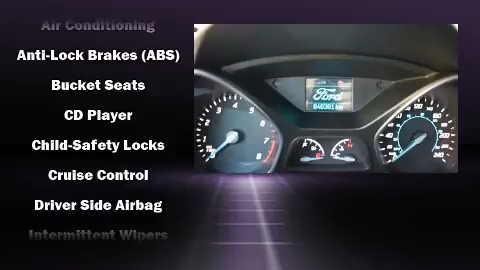 Air Conditioning
Anti-Lock Brakes (ABS)
Bucket Seats
CD Player
Child-Safety Locks
Cruise Control
Driver Side Airbag
Intermittent Wipers
Ford